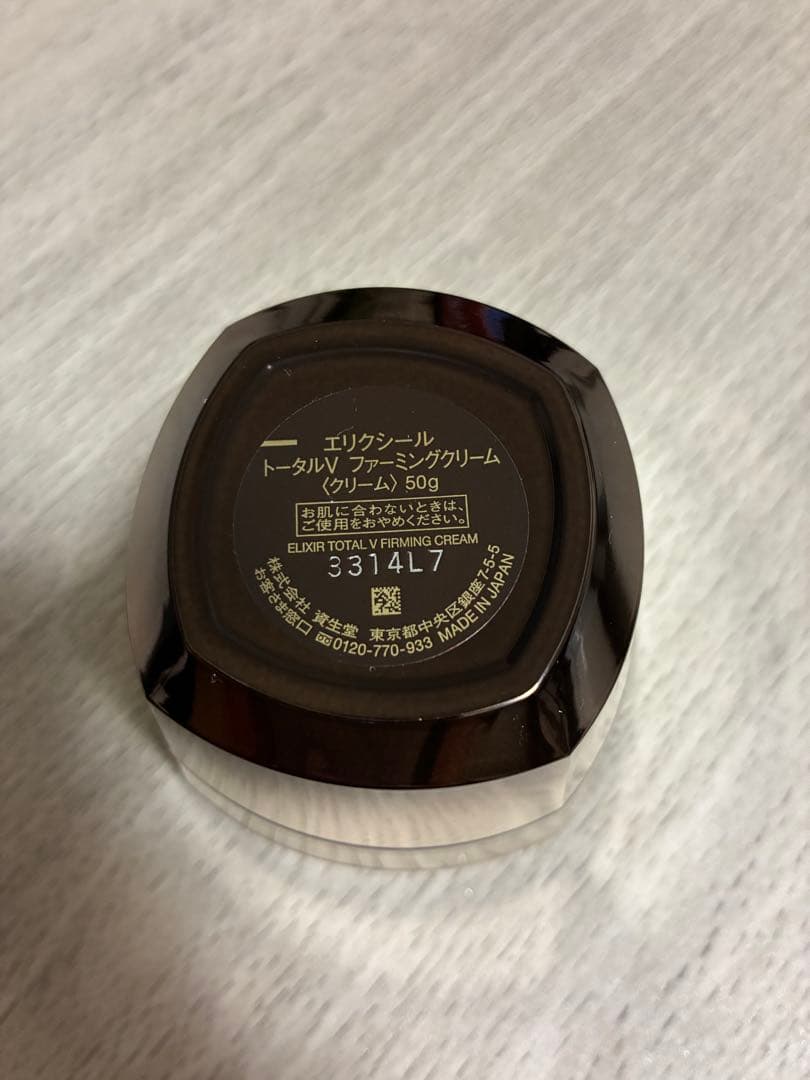 エリクシール
トータルV ファーミングクリーム
〈クリーム〉50g
お肌に合わないときは、
ご使用をおやめください。
ELIXIR TOTAL V FIRMING CREAM
3314L7
株式会社 資生堂 東京都中央区銀座7-5-5
お客さま窓口 0120-770-933 MADE IN JAPAN